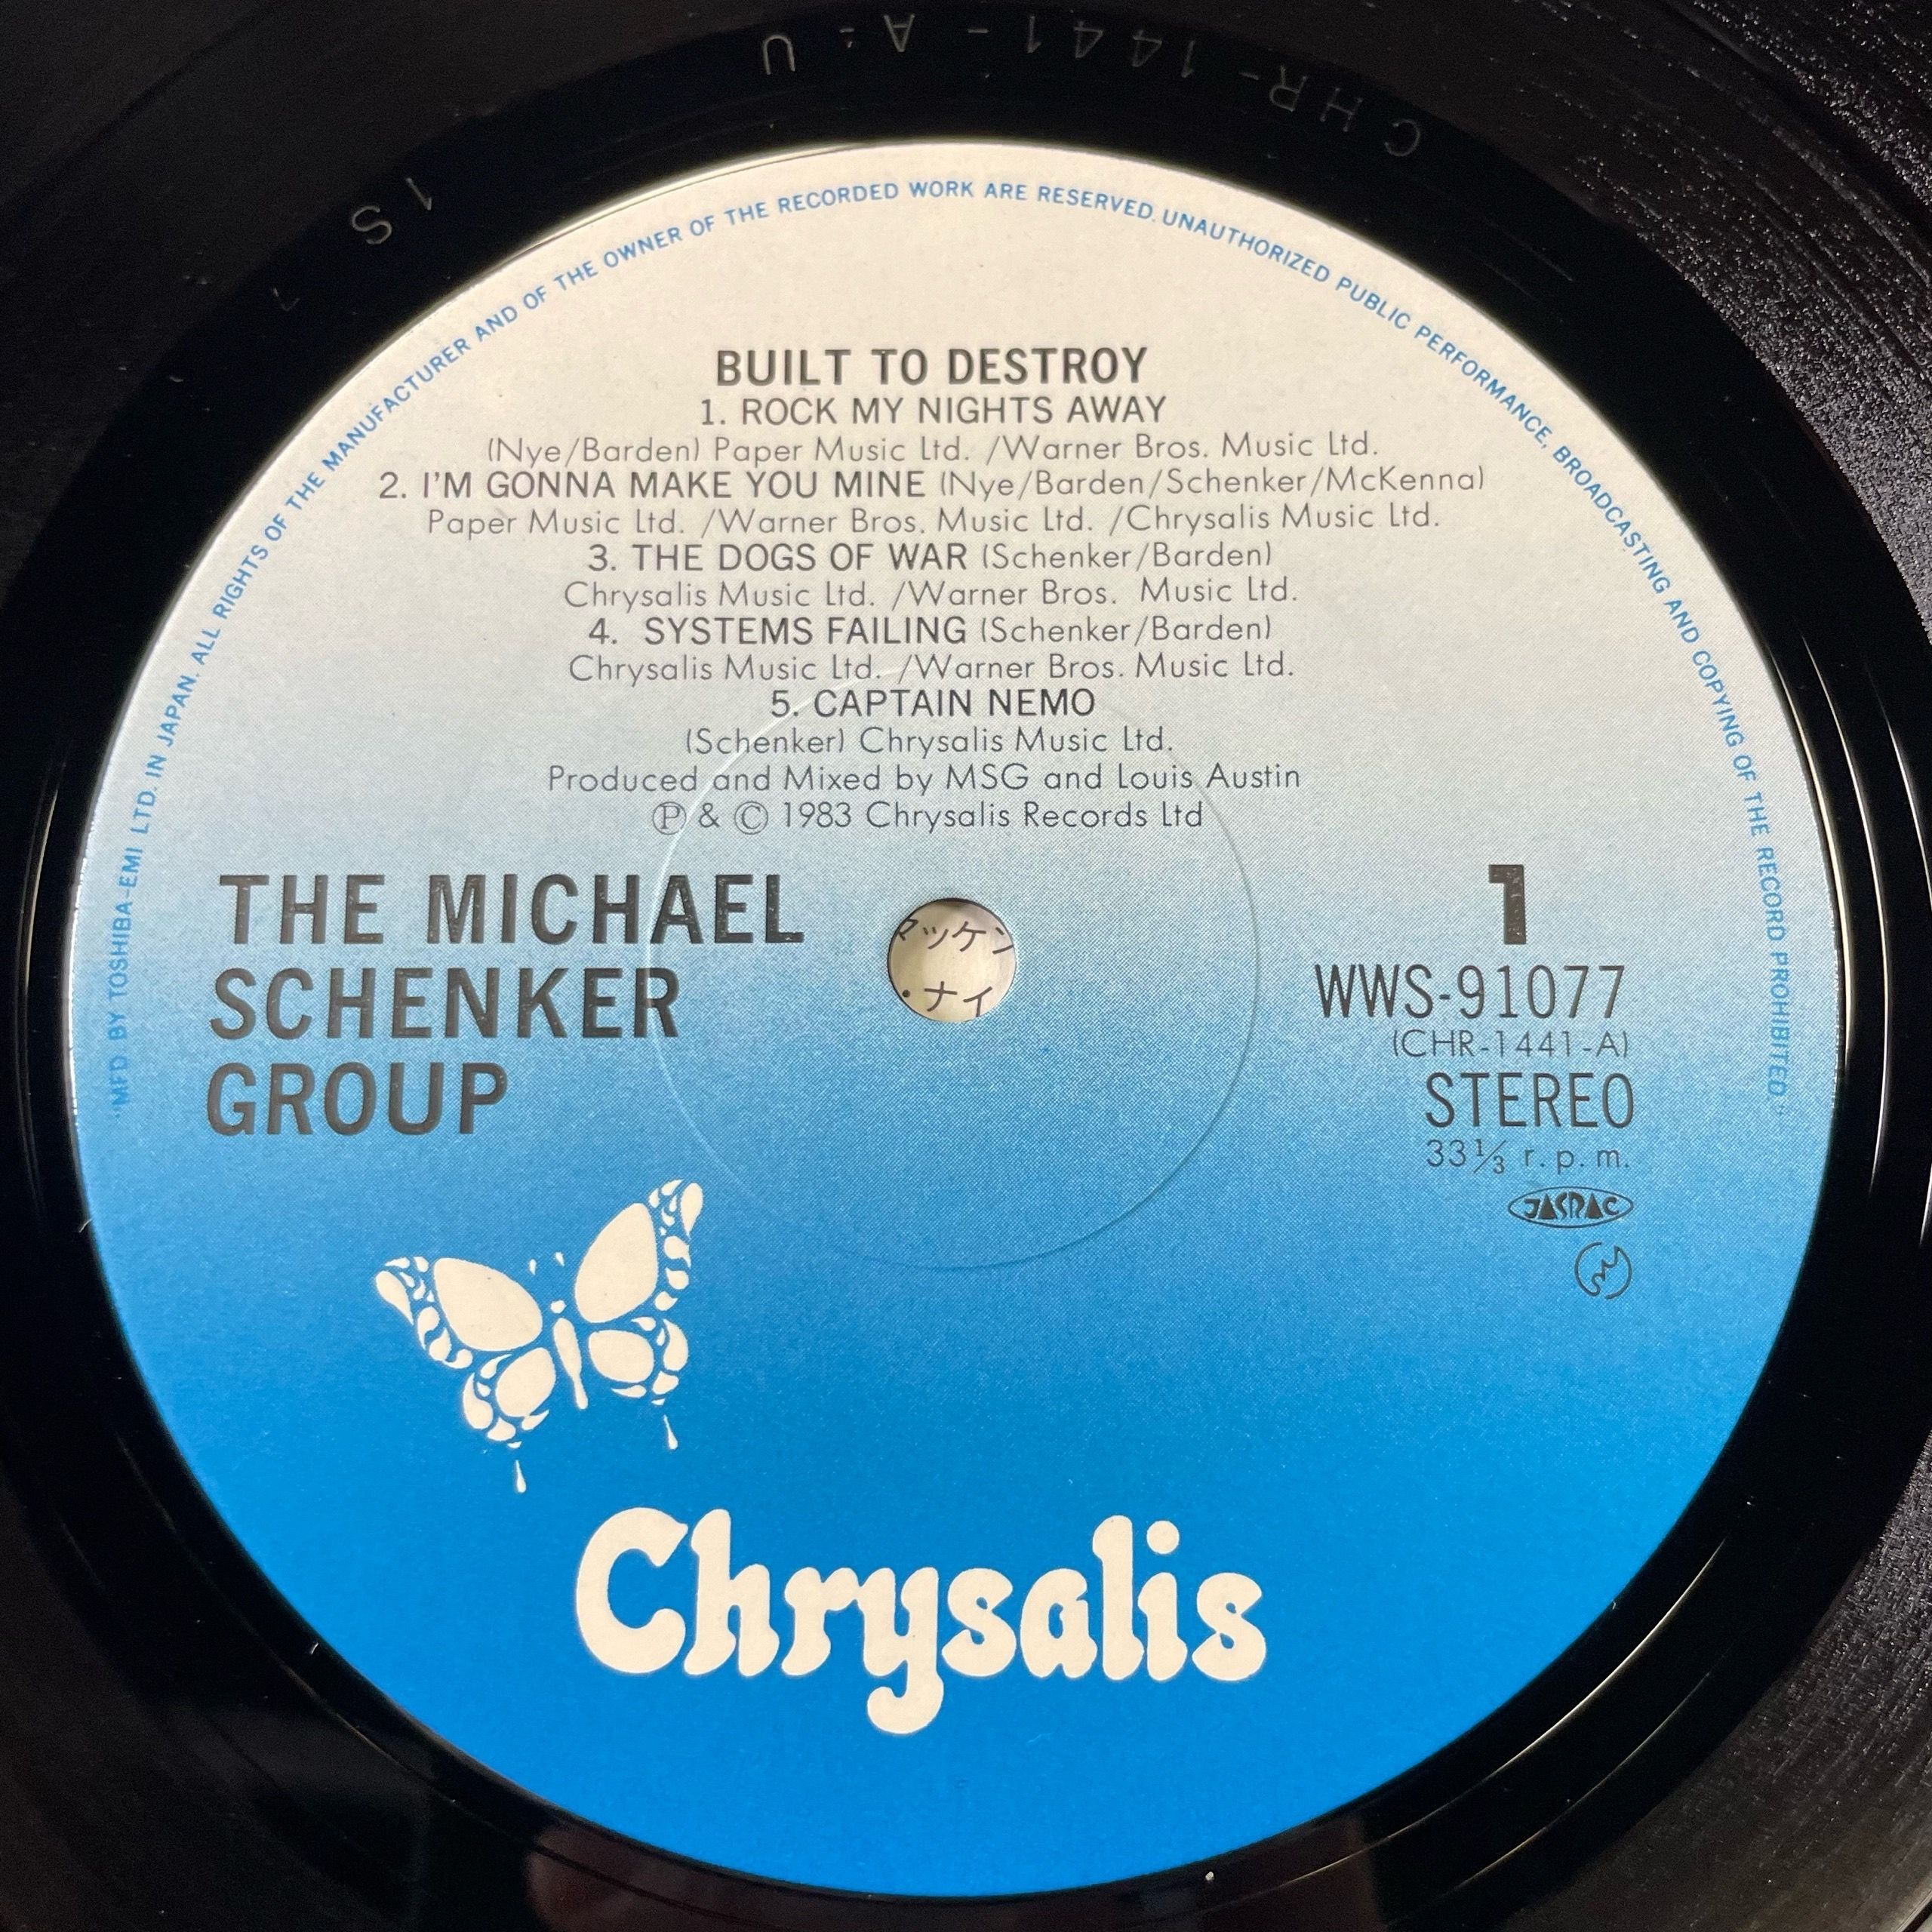 CHR-1441-A: U
1S
7
"MFD BY TOSHIBA-EMI LTD. IN JAPAN. ALL RIGHTS OF THE MANUFACTURER AND OF THE OWNER OF THE RECORDED WORK ARE RESERVED. UNAUTHORIZED PUBLIC PERFORMANCE, BROADCASTING AND COPYING OF THE RECORD PROHIBITED."
BUILT TO DESTROY
1. ROCK MY NIGHTS AWAY
(Nye/Barden) Paper Music Ltd. /Warner Bros. Music Ltd.
2. I'M GONNA MAKE YOU MINE (Nye/Barden/Schenker/McKenna)
Paper Music Ltd. /Warner Bros. Music Ltd. /Chrysalis Music Ltd.
3. THE DOGS OF WAR (Schenker/Barden)
Chrysalis Music Ltd. /Warner Bros. Music Ltd.
4. SYSTEMS FAILING (Schenker/Barden)
Chrysalis Music Ltd. /Warner Bros. Music Ltd.
5. CAPTAIN NEMO
(Schenker) Chrysalis Music Ltd.
Produced and Mixed by MSG and Louis Austin
Ⓟ & © 1983 Chrysalis Records Ltd
THE MICHAEL
SCHENKER
GROUP
マッケン
・ナイ
1
WWS-91077
(CHR-1441-A)
STEREO
33⅓ r.p.m.
JASRAC
Chrysalis